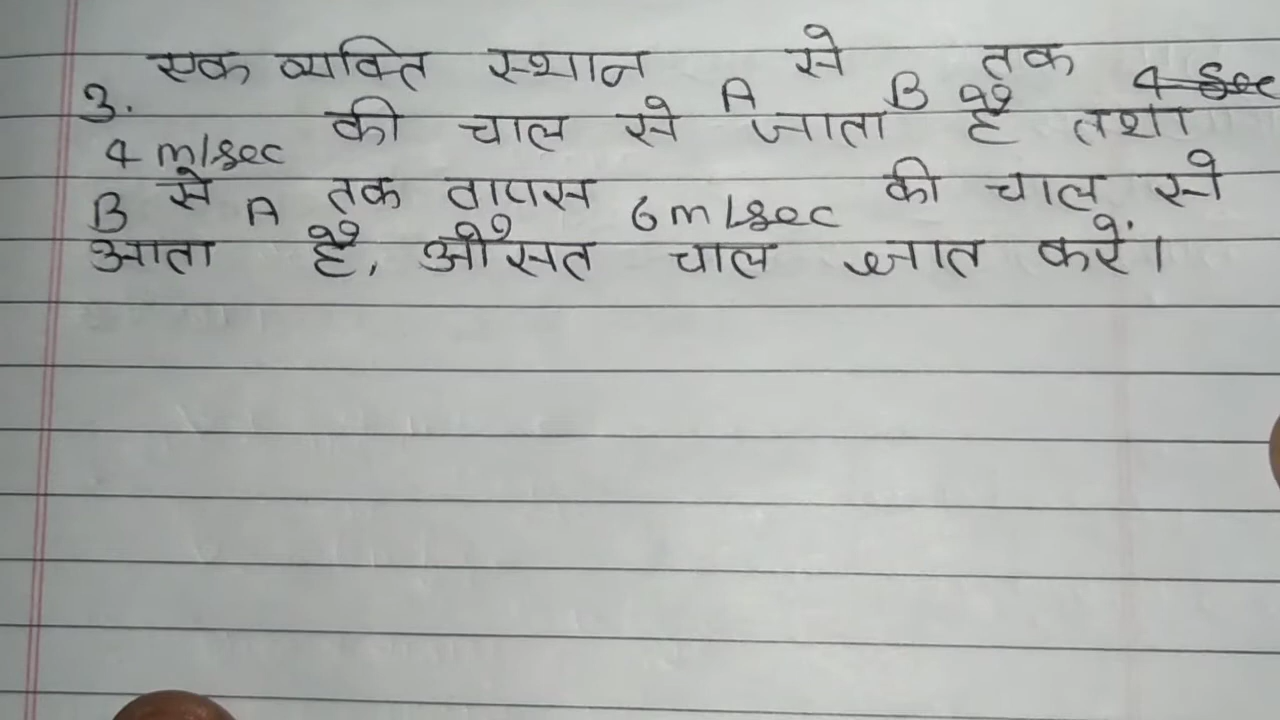 3. एक व्यक्ति स्थान A से B तक 4 Sec
4 m/sec की चाल से जाता है तथा
B से A तक वापस 6 m/sec की चाल से
आता है, औसत चाल ज्ञात करें।